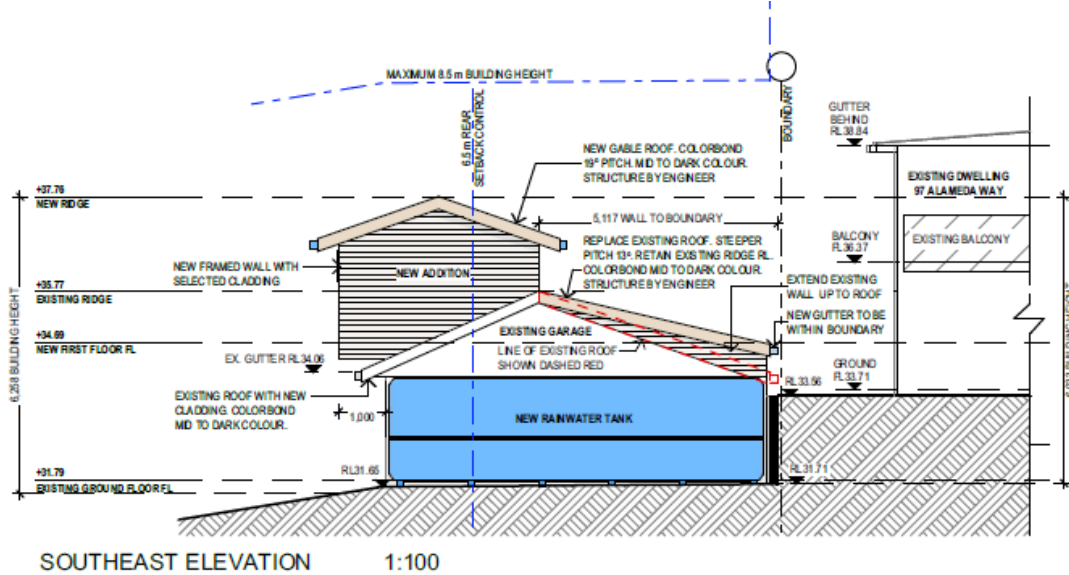 MAXIMUM 8.5 m BUILDING HEIGHT
6.5 m REAR
SETBACK CONTROL
BOUNDARY
GUTTER
BEHIND
RL38.84
NEW GABLE ROOF. COLORBOND
19° PITCH. MID TO DARK COLOUR.
STRUCTURE BY ENGINEER
EXISTING DWELLING
97 ALAMEDA WAY
+37.76
NEW RIDGE
5,117 WALL TO BOUNDARY
REPLACE EXISTING ROOF. STEEPER
PITCH 13°. RETAIN EXISTING RIDGE RL.
COLORBOND MID TO DARK COLOUR.
STRUCTURE BY ENGINEER
BALCONY
FL36.37
EXISTING BALCONY
NEW FRAMED WALL WITH
SELECTED CLADDING
NEW ADDITION
EXTEND EXISTING
WALL UP TO ROOF
+35.77
EXISTING RIDGE
NEW GUTTER TO BE
WITHIN BOUNDARY
EXISTING GARAGE
LINE OF EXISTING ROOF
SHOWN DASHED RED
+34.69
NEW FIRST FLOOR FL
EX. GUTTER RL34.06
GROUND
FL33.71
RL33.56
6,258 BUILDING HEIGHT
EXISTING ROOF WITH NEW
CLADDING. COLORBOND
MID TO DARK COLOUR.
1,000
NEW RAINWATER TANK
+31.79
EXISTING GROUND FLOOR FL
RL31.65
RL31.71
SOUTHEAST ELEVATION 1:100